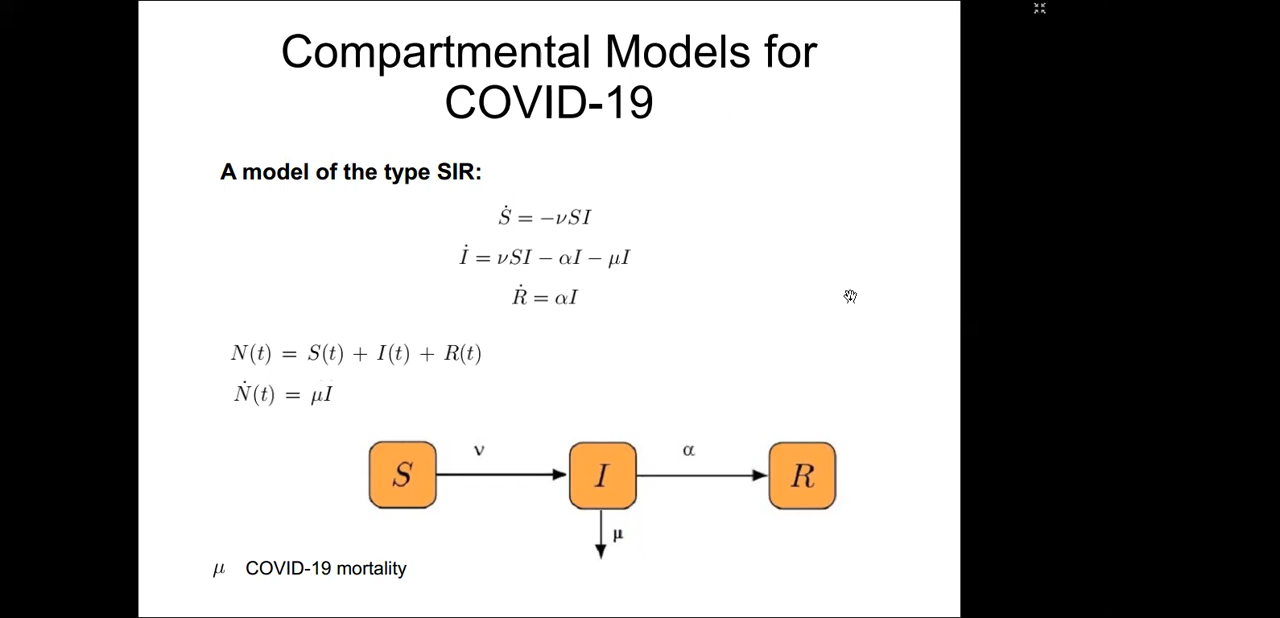 Compartmental Models for
COVID-19
A model of the type SIR:
Ṡ = −νSI
İ = νSI − αI − μI
Ṙ = αI
N(t) = S(t) + I(t) + R(t)
Ṅ(t) = μI
S ν I α R
μ
μ COVID-19 mortality